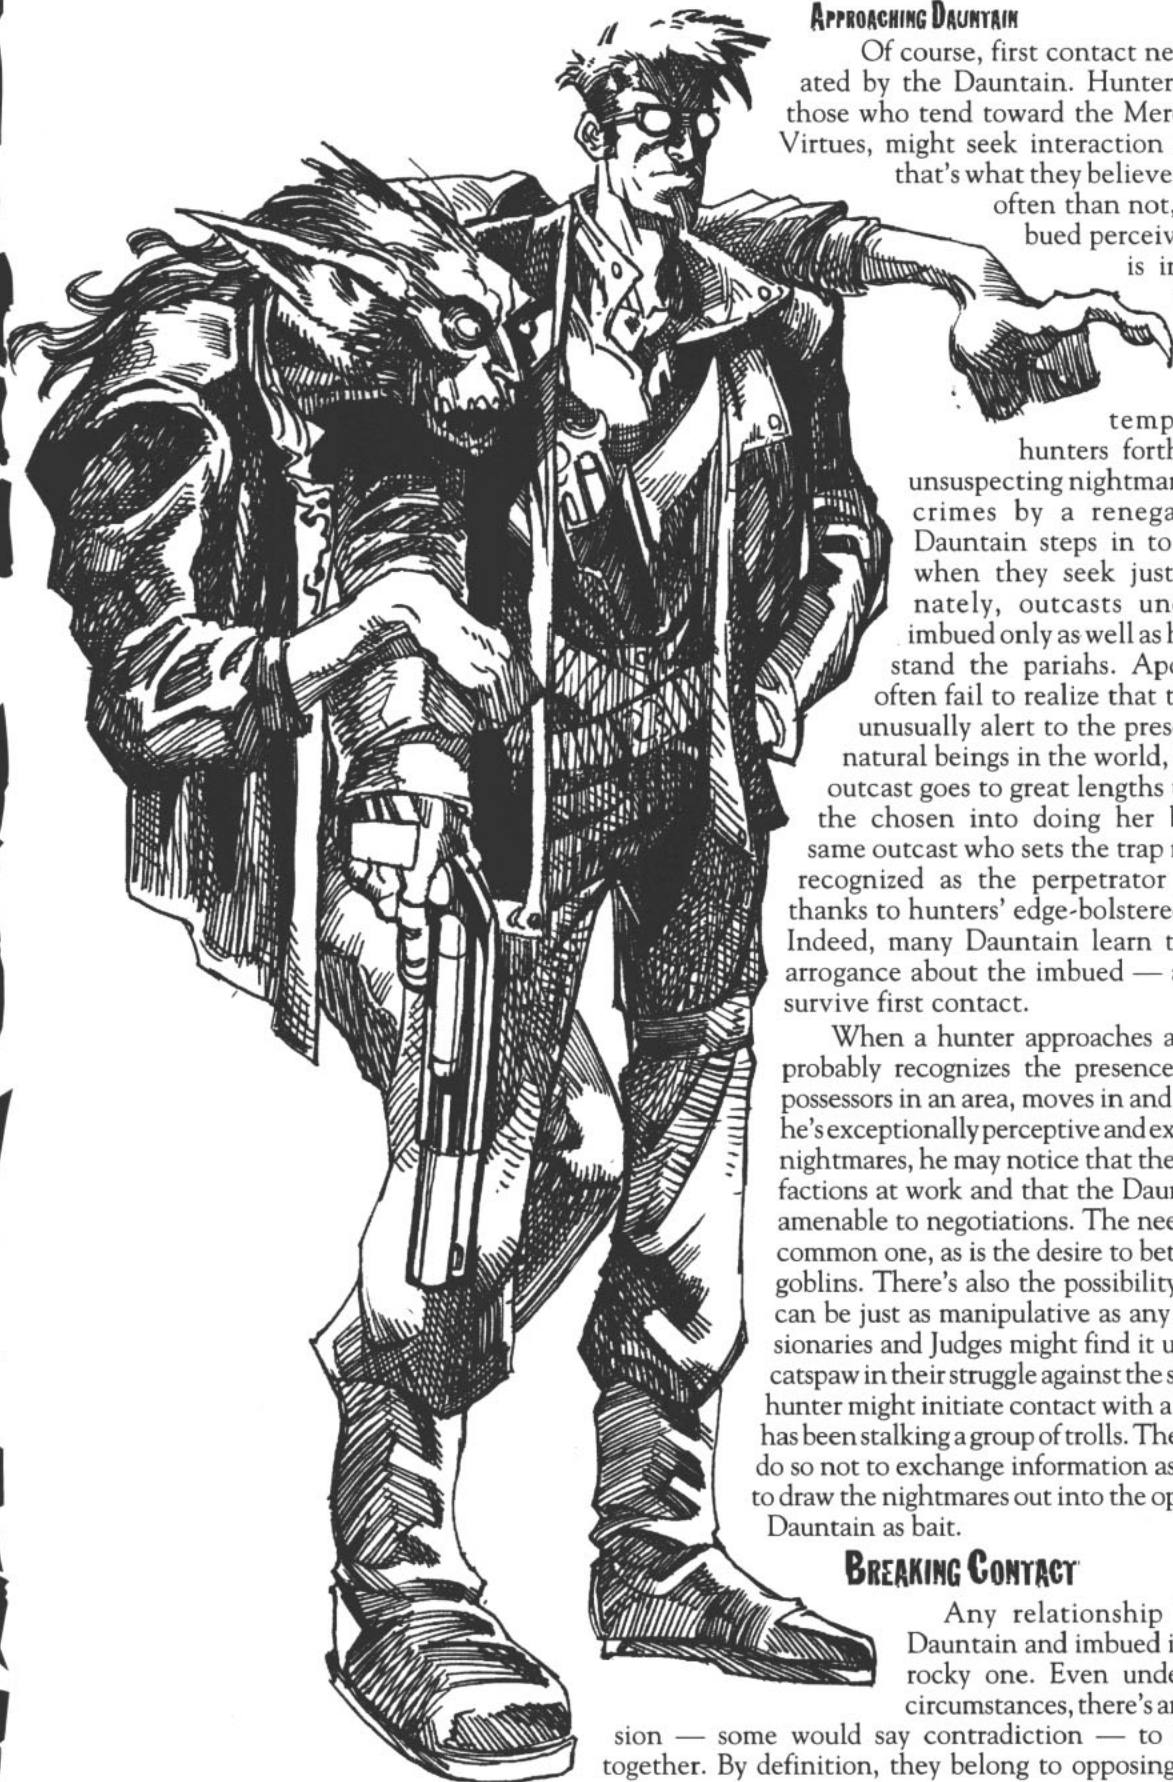 APPROACHING DAUNTAIN
Of course, first contact ne
ated by the Dauntain. Hunter
those who tend toward the Mer
Virtues, might seek interaction
that's what they believe
often than not,
bued perceiv
is in
temp
hunters forth
unsuspecting nightmar
crimes by a renega
Dauntain steps in to
when they seek just
nately, outcasts un
imbued only as well as h
stand the pariahs. Apo
often fail to realize that t
unusually alert to the pres
natural beings in the world,
outcast goes to great lengths t
the chosen into doing her
same outcast who sets the trap
recognized as the perpetrator
thanks to hunters' edge-bolstere
Indeed, many Dauntain learn t
arrogance about the imbued —
survive first contact.
When a hunter approaches a
probably recognizes the presence
possessors in an area, moves in and
he's exceptionally perceptive and ex
nightmares, he may notice that the
factions at work and that the Daun
amenable to negotiations. The nee
common one, as is the desire to bet
goblins. There's also the possibility
can be just as manipulative as any
sionaries and Judges might find it u
catspaw in their struggle against the s
hunter might initiate contact with a
has been stalking a group of trolls. The
do so not to exchange information as
to draw the nightmares out into the op
Dauntain as bait.
BREAKING CONTACT
Any relationship
Dauntain and imbued i
rocky one. Even unde
circumstances, there's an
sion — some would say contradiction — to
together. By definition, they belong to opposing